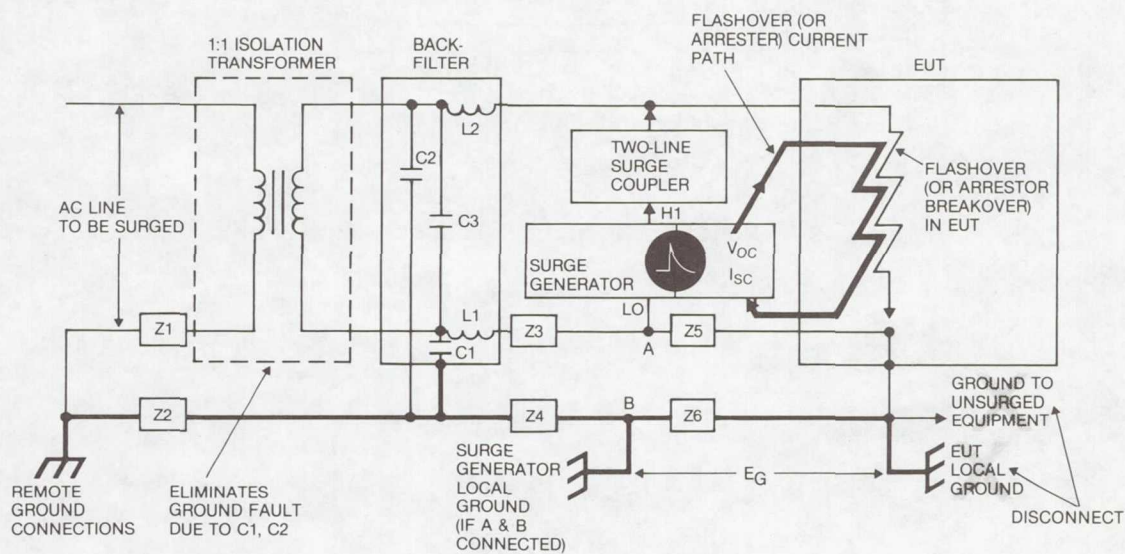 FLASHOVER (OR
ARRESTER) CURRENT
PATH
1:1 ISOLATION
TRANSFORMER
BACK-
FILTER
EUT
L2
C2
TWO-LINE
SURGE
COUPLER
FLASHOVER
(OR ARRESTOR
BREAKOVER)
IN EUT
AC LINE
TO BE SURGED
C3
H1
VOC
ISC
SURGE
GENERATOR
L1
LO
Z1
Z3
A
Z5
C1
Z2
Z4
B
Z6
GROUND TO
UNSURGED
EQUIPMENT
REMOTE
GROUND
CONNECTIONS
ELIMINATES
GROUND FAULT
DUE TO C1, C2
SURGE
GENERATOR
LOCAL
GROUND
(IF A & B
CONNECTED)
EG
EUT
LOCAL
GROUND
DISCONNECT